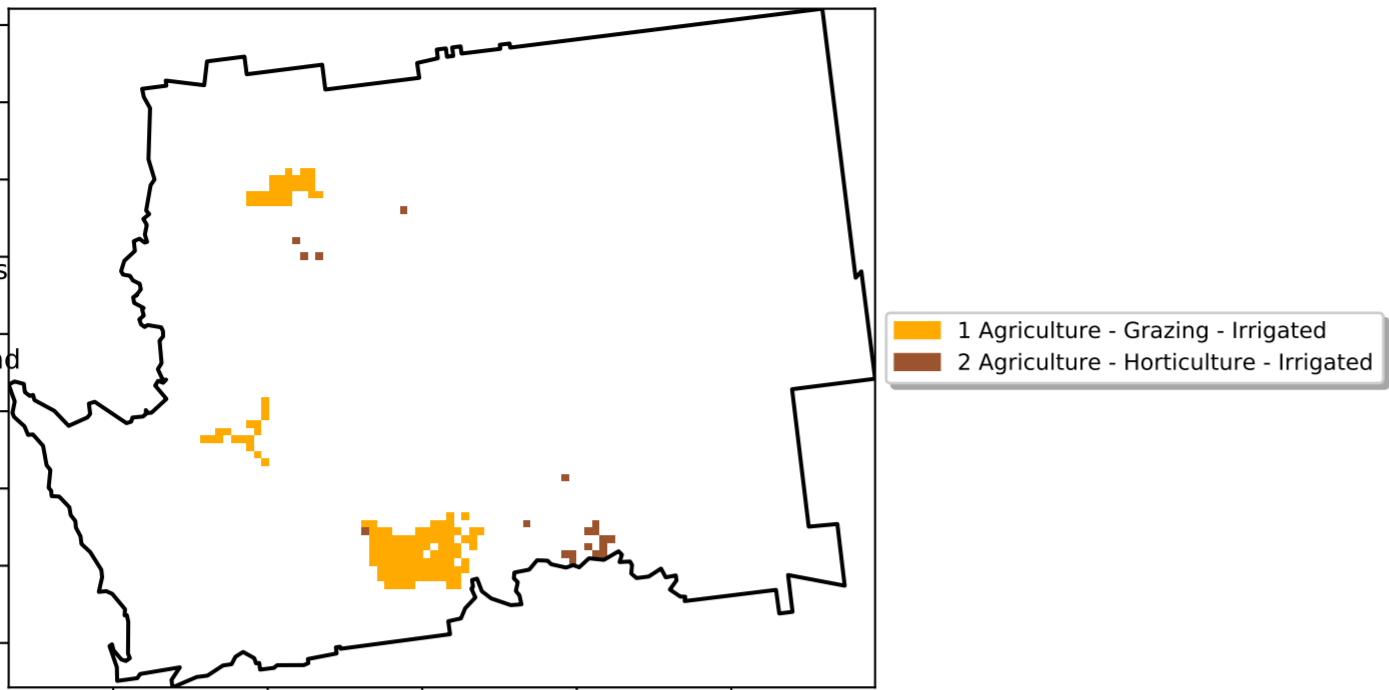 s
nd
1 Agriculture - Grazing - Irrigated
2 Agriculture - Horticulture - Irrigated